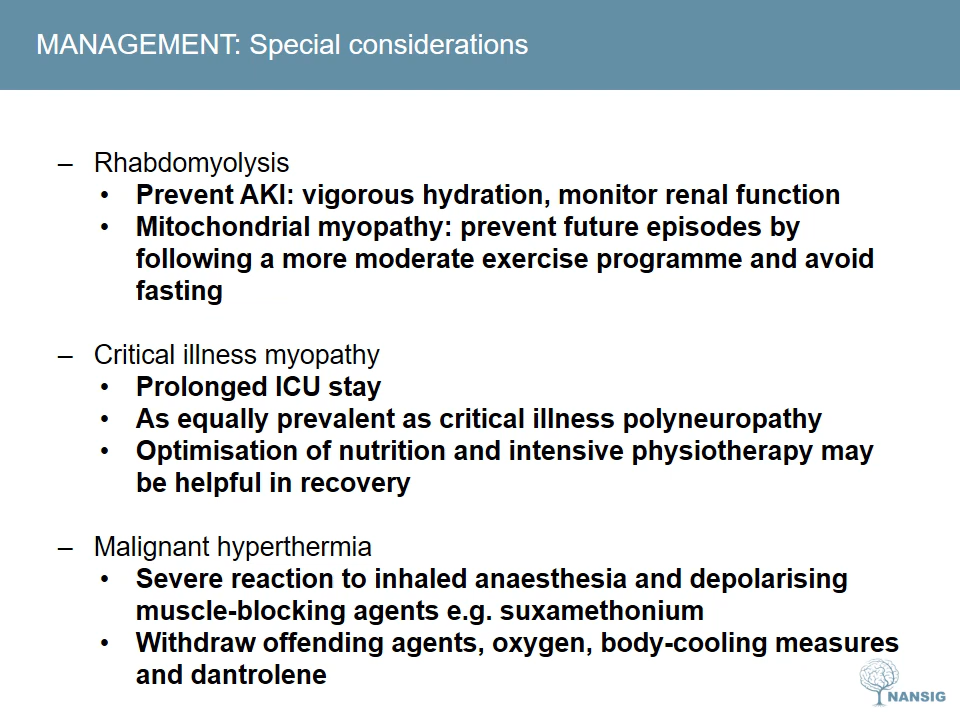 MANAGEMENT: Special considerations
– Rhabdomyolysis
• Prevent AKI: vigorous hydration, monitor renal function
• Mitochondrial myopathy: prevent future episodes by
following a more moderate exercise programme and avoid
fasting
– Critical illness myopathy
• Prolonged ICU stay
• As equally prevalent as critical illness polyneuropathy
• Optimisation of nutrition and intensive physiotherapy may
be helpful in recovery
– Malignant hyperthermia
• Severe reaction to inhaled anaesthesia and depolarising
muscle-blocking agents e.g. suxamethonium
• Withdraw offending agents, oxygen, body-cooling measures
and dantrolene
NANSIG